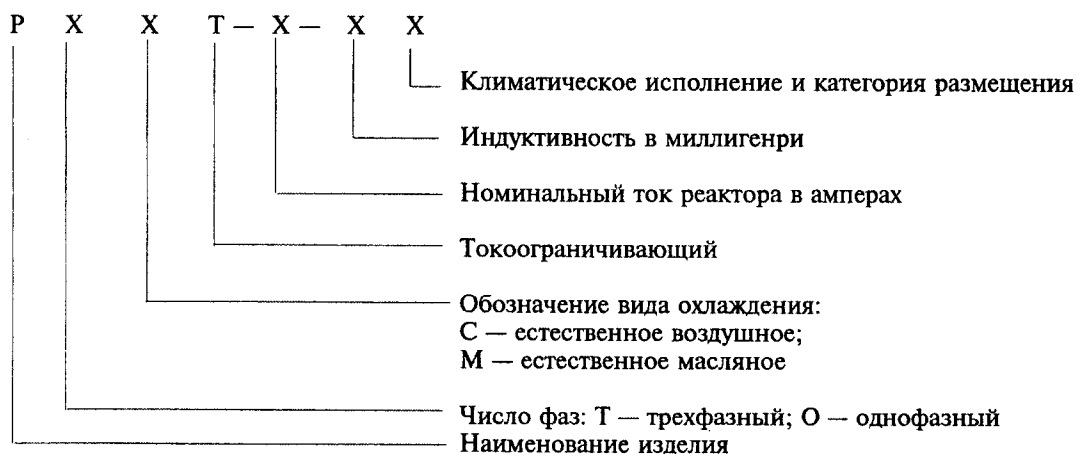 Р Х Х Т — Х — Х Х
Климатическое исполнение и категория размещения
Индуктивность в миллигенри
Номинальный ток реактора в амперах
Токоограничивающий
Обозначение вида охлаждения:
С — естественное воздушное;
М — естественное масляное
Число фаз: Т — трехфазный; О — однофазный
Наименование изделия